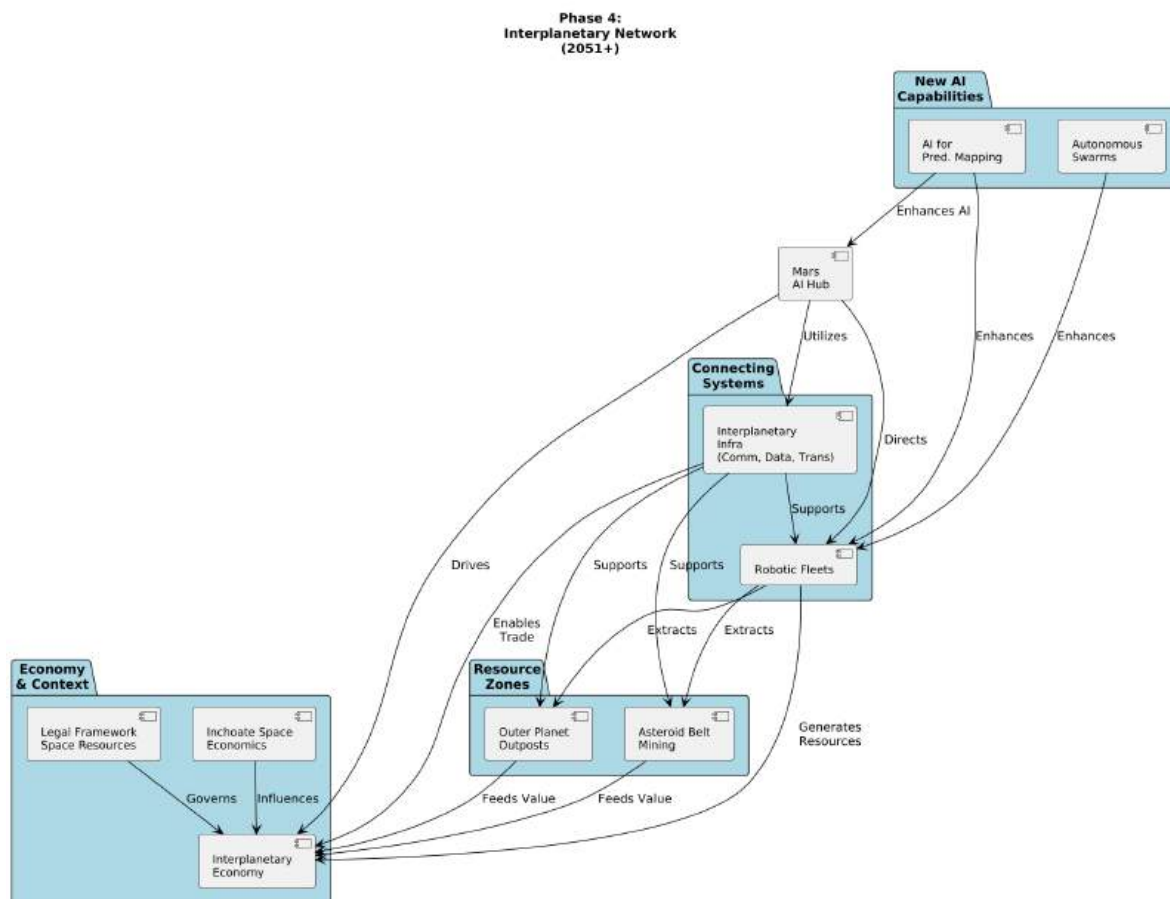 Phase 4:
Interplanetary Network
(2051+)
New AI
Capabilities
AI for
Pred. Mapping
Autonomous
Swarms
Enhances AI
Mars
AI Hub
Utilizes
Enhances
Enhances
Connecting
Systems
Interplanetary
Infra
(Comm, Data, Trans)
Directs
Supports
Robotic Fleets
Drives
Supports
Supports
Enables
Trade
Extracts
Extracts
Economy
& Context
Resource
Zones
Legal Framework
Space Resources
Inchoate Space
Economics
Outer Planet
Outposts
Asteroid Belt
Mining
Generates
Resources
Governs
Influences
Feeds Value
Feeds Value
Interplanetary
Economy